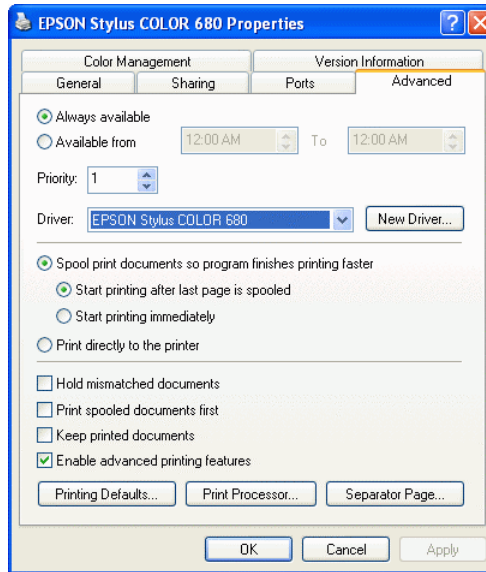 EPSON Stylus COLOR 680 Properties
Color Management Version Information
General Sharing Ports Advanced
Always available
Available from 12:00 AM To 12:00 AM
Priority: 1
Driver: EPSON Stylus COLOR 680 New Driver...
Spool print documents so program finishes printing faster
Start printing after last page is spooled
Start printing immediately
Print directly to the printer
Hold mismatched documents
Print spooled documents first
Keep printed documents
Enable advanced printing features
Printing Defaults... Print Processor... Separator Page...
OK Cancel Apply